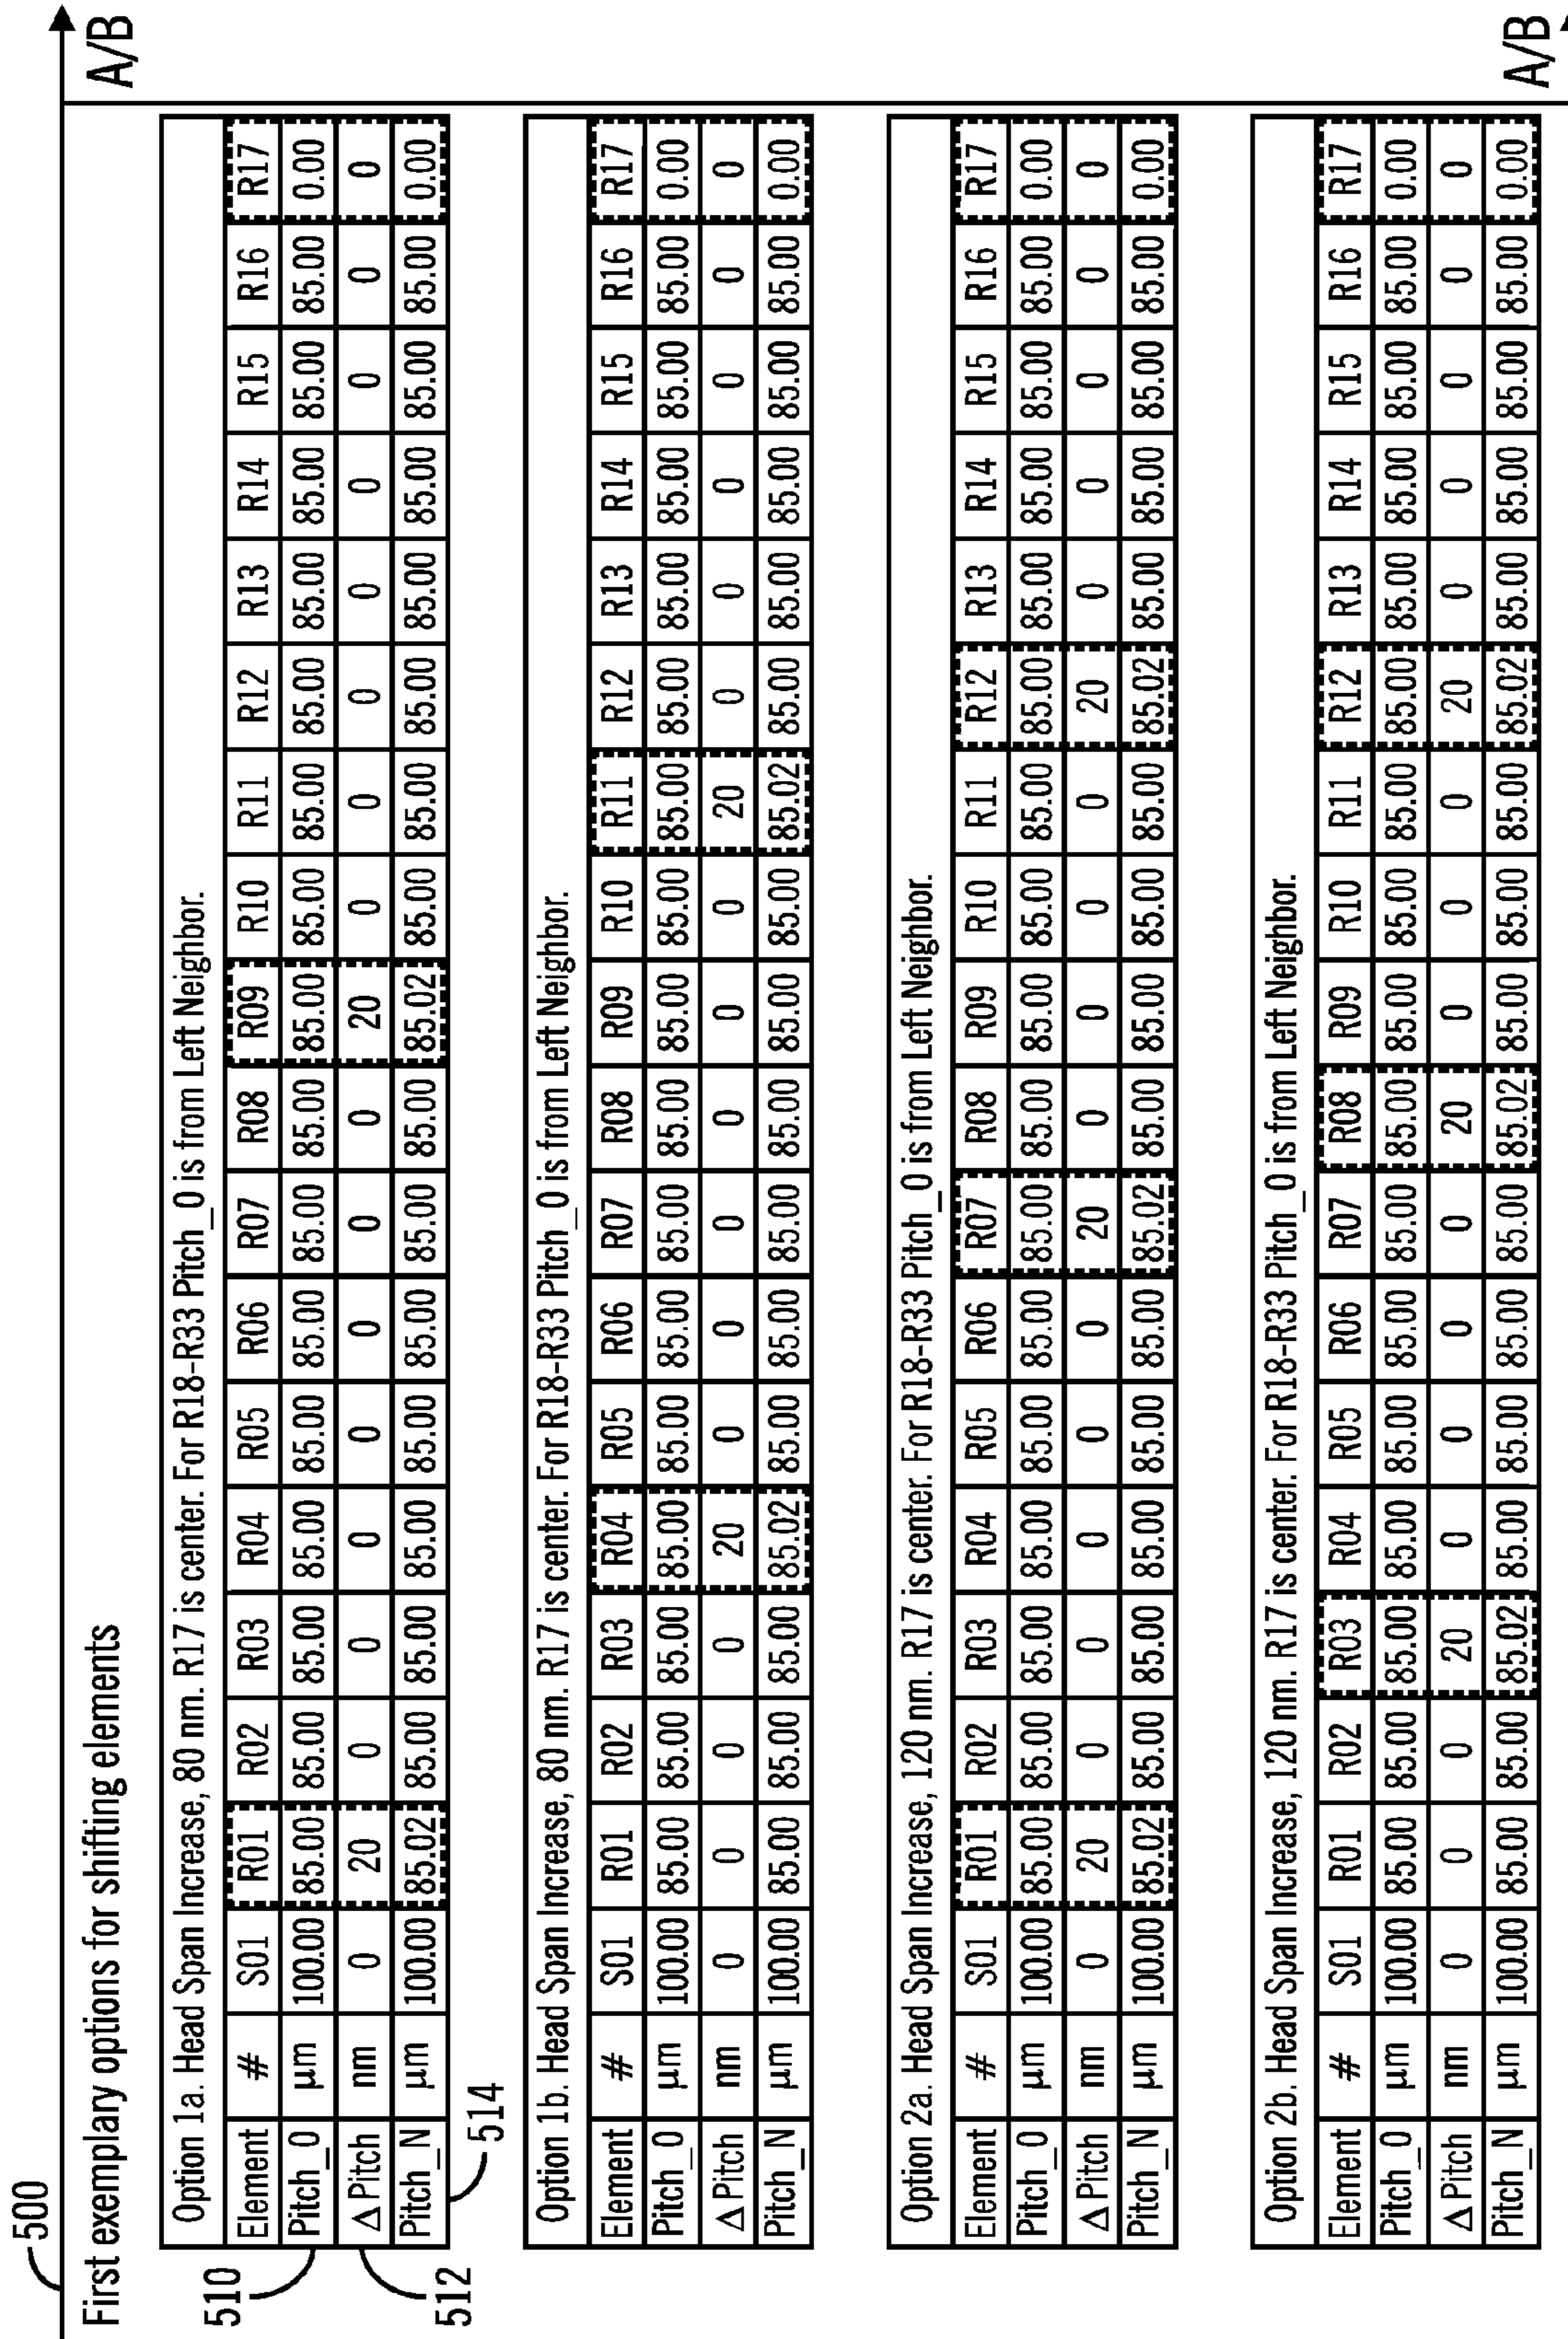 500
A/B
First exemplary options for shifting elements
Option 1a. Head Span Increase, 80 nm. R17 is center. For R18-R33 Pitch_0 is from Left Neighbor.
Element # S01 R01 R02 R03 R04 R05 R06 R07 R08 R09 R10 R11 R12 R13 R14 R15 R16 R17
510 Pitch_0 µm 100.00 85.00 85.00 85.00 85.00 85.00 85.00 85.00 85.00 85.00 85.00 85.00 85.00 85.00 85.00 85.00 85.00 0.00
512 Δ Pitch nm 0 20 0 0 0 0 0 0 0 20 0 0 0 0 0 0 0 0
Pitch_N µm 100.00 85.02 85.00 85.00 85.00 85.00 85.00 85.00 85.00 85.02 85.00 85.00 85.00 85.00 85.00 85.00 85.00 0.00
514
Option 1b. Head Span Increase, 80 nm. R17 is center. For R18-R33 Pitch_0 is from Left Neighbor.
Element # S01 R01 R02 R03 R04 R05 R06 R07 R08 R09 R10 R11 R12 R13 R14 R15 R16 R17
Pitch_0 µm 100.00 85.00 85.00 85.00 85.00 85.00 85.00 85.00 85.00 85.00 85.00 85.00 85.00 85.00 85.00 85.00 85.00 0.00
Δ Pitch nm 0 0 0 0 20 0 0 0 0 0 0 20 0 0 0 0 0 0
Pitch_N µm 100.00 85.00 85.00 85.00 85.02 85.00 85.00 85.00 85.00 85.00 85.00 85.02 85.00 85.00 85.00 85.00 85.00 0.00
Option 2a. Head Span Increase, 120 nm. R17 is center. For R18-R33 Pitch_0 is from Left Neighbor.
Element # S01 R01 R02 R03 R04 R05 R06 R07 R08 R09 R10 R11 R12 R13 R14 R15 R16 R17
Pitch_0 µm 100.00 85.00 85.00 85.00 85.00 85.00 85.00 85.00 85.00 85.00 85.00 85.00 85.00 85.00 85.00 85.00 85.00 0.00
Δ Pitch nm 0 20 0 0 0 0 0 20 0 0 0 0 20 0 0 0 0 0
Pitch_N µm 100.00 85.02 85.00 85.00 85.00 85.00 85.00 85.02 85.00 85.00 85.00 85.00 85.02 85.00 85.00 85.00 85.00 0.00
Option 2b. Head Span Increase, 120 nm. R17 is center. For R18-R33 Pitch_0 is from Left Neighbor.
Element # S01 R01 R02 R03 R04 R05 R06 R07 R08 R09 R10 R11 R12 R13 R14 R15 R16 R17
Pitch_0 µm 100.00 85.00 85.00 85.00 85.00 85.00 85.00 85.00 85.00 85.00 85.00 85.00 85.00 85.00 85.00 85.00 85.00 0.00
Δ Pitch nm 0 0 0 20 0 0 0 0 20 0 0 0 20 0 0 0 0 0
Pitch_N µm 100.00 85.00 85.00 85.02 85.00 85.00 85.00 85.00 85.02 85.00 85.00 85.00 85.02 85.00 85.00 85.00 85.00 0.00
A/B